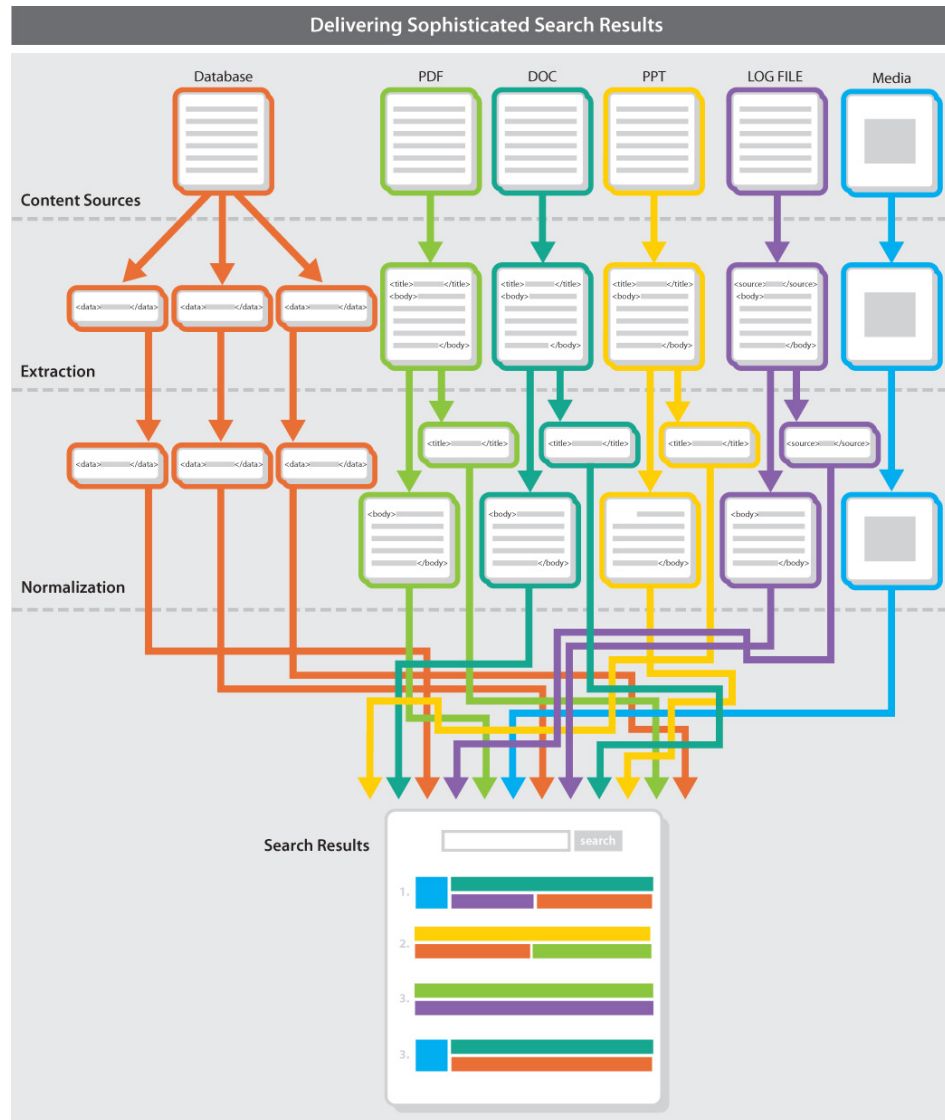 Delivering Sophisticated Search Results
Database PDF DOC PPT LOG FILE Media
Content Sources
<title> </title> <title> </title> <title> </title> <source> </source>
<body> <body> <body> <body>
<data> </data> <data> </data> <data> </data>
</body> </body> </body> </body>
Extraction
<title> </title> <title> </title> <title> </title> <source> </source>
<data> </data> <data> </data> <data> </data>
<body> <body> <body>
</body> </body> </body> </body>
Normalization
Search Results
search
1.
2.
3.
3.